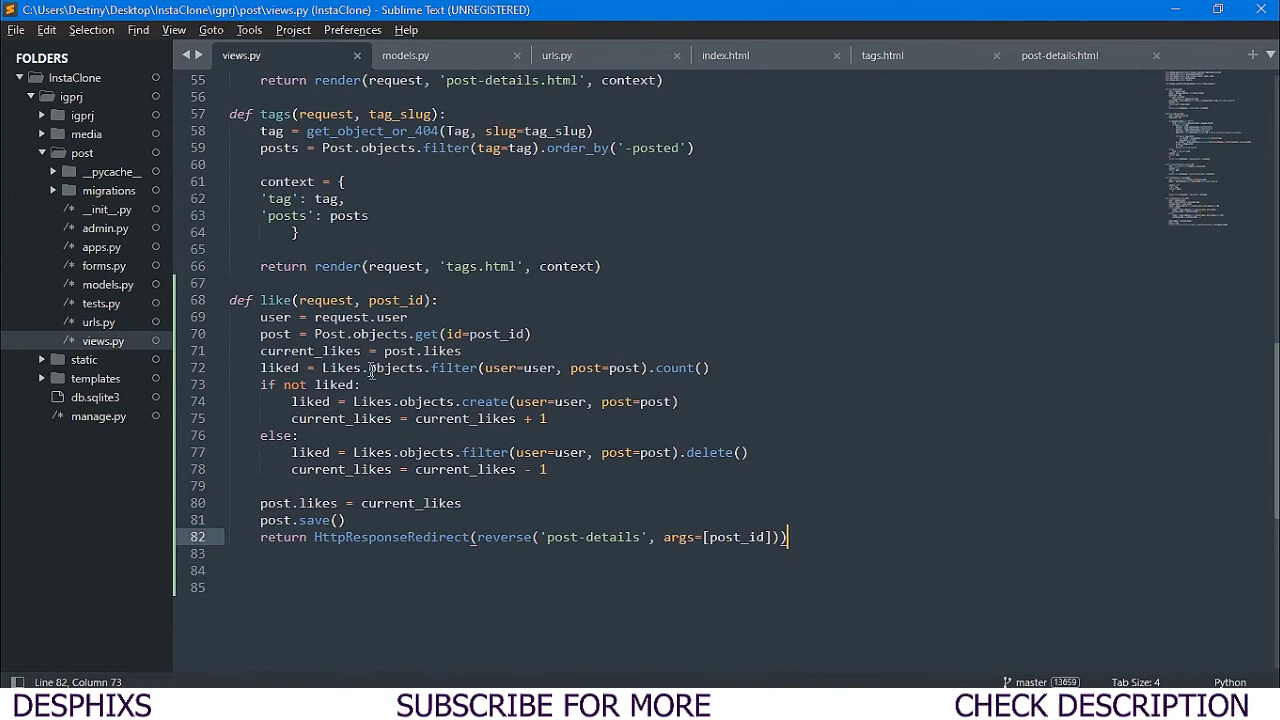 C:\Users\Destiny\Desktop\InstaClone\igprj\post\views.py (InstaClone) - Sublime Text (UNREGISTERED)
File Edit Selection Find View Goto Tools Project Preferences Help
FOLDERS
InstaClone
igprj
igprj
media
post
__pycache__
migrations
/* __init__.py
/* admin.py
/* apps.py
/* forms.py
/* models.py
/* tests.py
/* urls.py
/* views.py
static
templates
db.sqlite3
/* manage.py
views.py models.py urls.py index.html tags.html post-details.html
55 return render(request, 'post-details.html', context)
56
57 def tags(request, tag_slug):
58 tag = get_object_or_404(Tag, slug=tag_slug)
59 posts = Post.objects.filter(tag=tag).order_by('-posted')
60
61 context = {
62 'tag': tag,
63 'posts': posts
64 }
65
66 return render(request, 'tags.html', context)
67
68 def like(request, post_id):
69 user = request.user
70 post = Post.objects.get(id=post_id)
71 current_likes = post.likes
72 liked = Likes.objects.filter(user=user, post=post).count()
73 if not liked:
74 liked = Likes.objects.create(user=user, post=post)
75 current_likes = current_likes + 1
76 else:
77 liked = Likes.objects.filter(user=user, post=post).delete()
78 current_likes = current_likes - 1
79
80 post.likes = current_likes
81 post.save()
82 return HttpResponseRedirect(reverse('post-details', args=[post_id]))
83
84
85
Line 82, Column 73 master 13659 Tab Size: 4 Python
DESPHIXS SUBSCRIBE FOR MORE CHECK DESCRIPTION